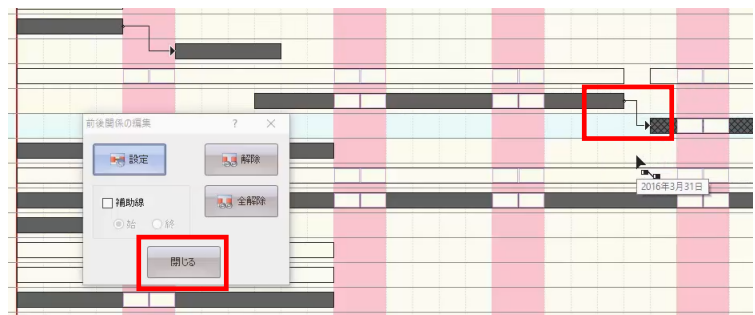 前後関係の編集 ? ×
設定
解除
補助線
全解除
始 終
閉じる
2016年3月31日